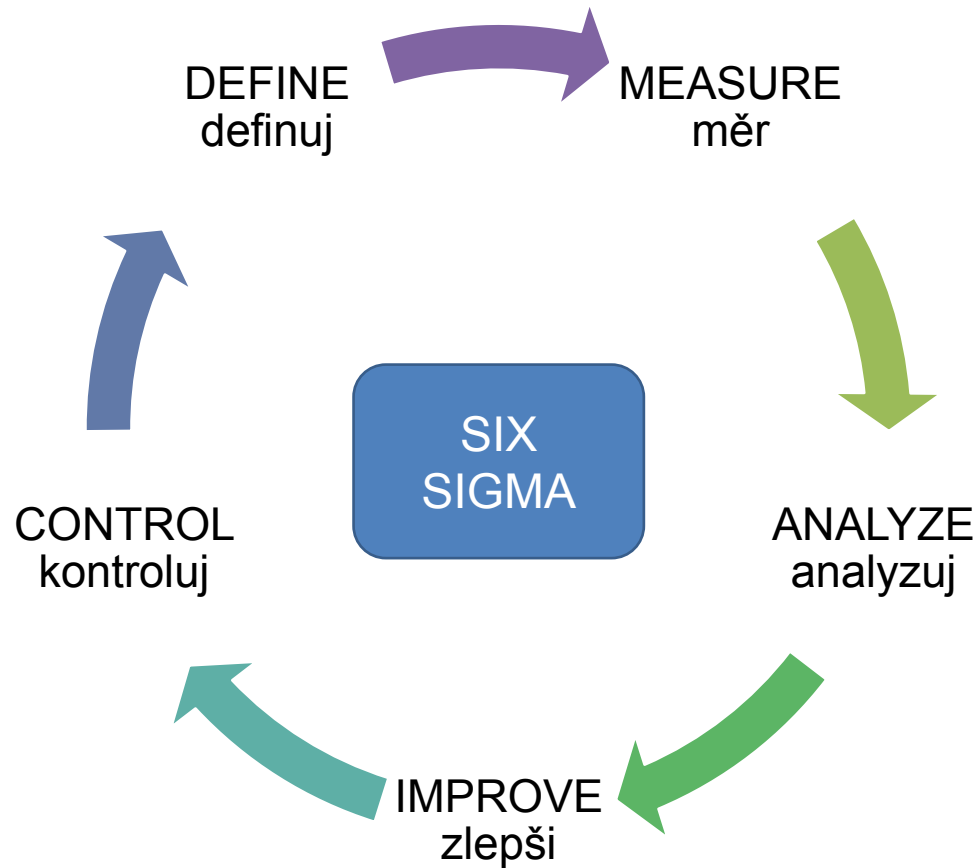 DEFINE
definuj
MEASURE
měr
ANALYZE
analyzuj
IMPROVE
zlepši
CONTROL
kontroluj
SIX
SIGMA